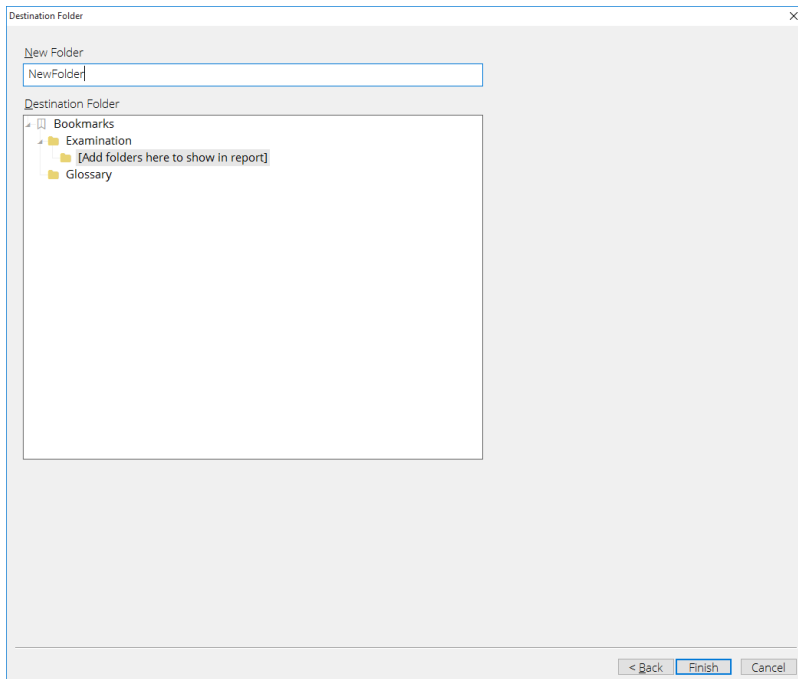 Destination Folder
New Folder
NewFolder
Destination Folder
Bookmarks
Examination
[Add folders here to show in report]
Glossary
< Back Finish Cancel